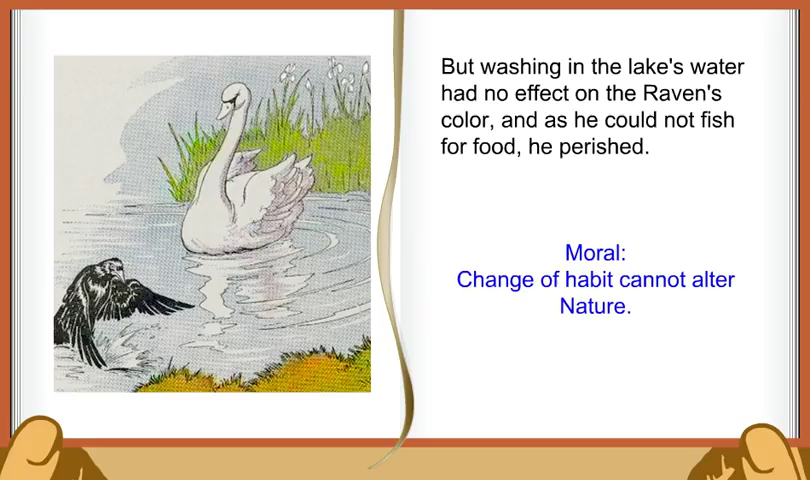 But washing in the lake's water
had no effect on the Raven's
color, and as he could not fish
for food, he perished.
Moral:
Change of habit cannot alter
Nature.